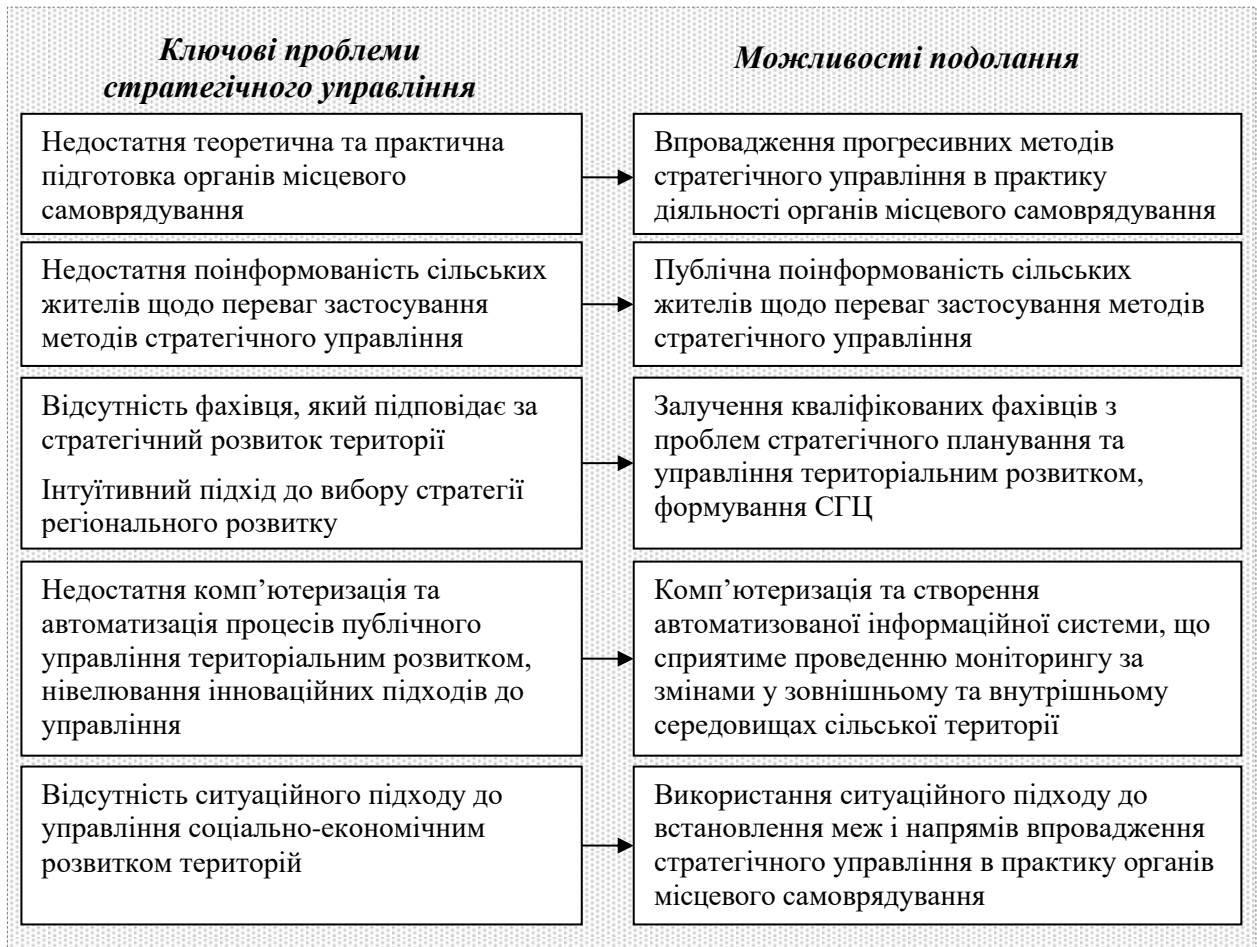 Ключові проблеми
стратегічного управління
Можливості подолання
Недостатня теоретична та практична
підготовка органів місцевого
самоврядування
Впровадження прогресивних методів
стратегічного управління в практику
діяльності органів місцевого самоврядування
Недостатня поінформованість сільських
жителів щодо переваг застосування
методів стратегічного управління
Публічна поінформованість сільських
жителів щодо переваг застосування методів
стратегічного управління
Відсутність фахівця, який підповідає за
стратегічний розвиток території
Інтуїтивний підхід до вибору стратегії
регіонального розвитку
Залучення кваліфікованих фахівців з
проблем стратегічного планування та
управління територіальним розвитком,
формування СГЦ
Недостатня комп’ютеризація та
автоматизація процесів публічного
управління територіальним розвитком,
нівелювання інноваційних підходів до
управління
Комп’ютеризація та створення
автоматизованої інформаційної системи, що
сприятиме проведенню моніторингу за
змінами у зовнішньому та внутрішньому
середовищах сільської території
Відсутність ситуаційного підходу до
управління соціально-економічним
розвитком територій
Використання ситуаційного підходу до
встановлення меж і напрямів впровадження
стратегічного управління в практику органів
місцевого самоврядування